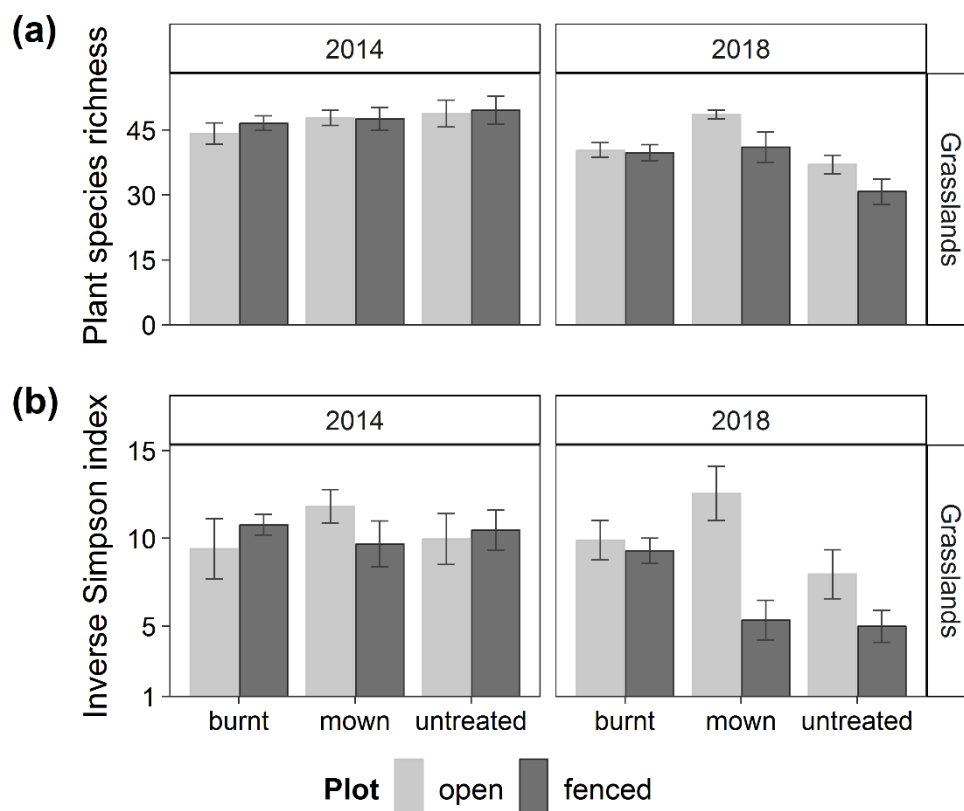 (a)
2014 2018
Plant species richness
45
30
15
0
Grasslands
(b)
2014 2018
Inverse Simpson index
15
10
5
1
Grasslands
burnt mown untreated burnt mown untreated
Plot open fenced